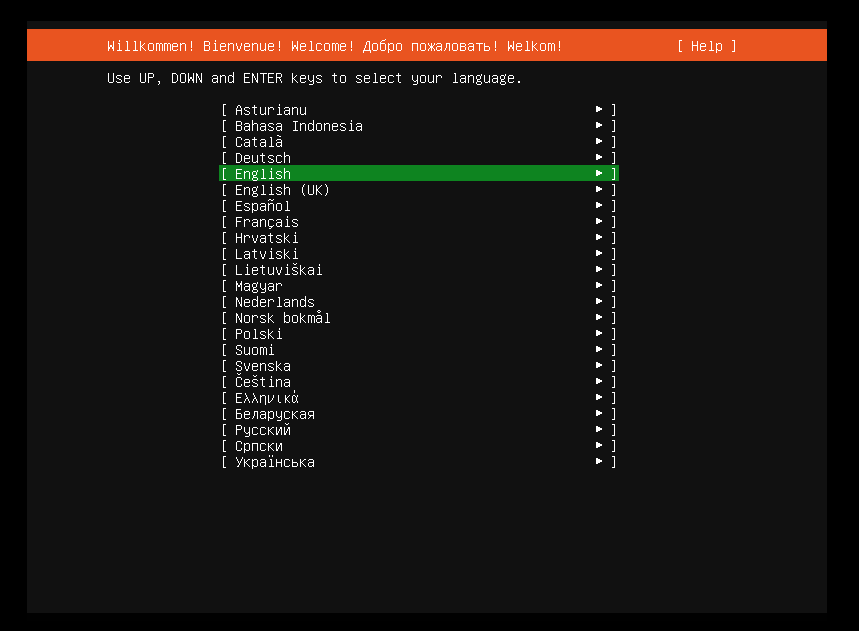 Willkommen! Bienvenue! Welcome! Добро пожаловать! Welkom! [ Help ]
Use UP, DOWN and ENTER keys to select your language.
[ Asturianu ▸ ]
[ Bahasa Indonesia ▸ ]
[ Català ▸ ]
[ Deutsch ▸ ]
[ English ▸ ]
[ English (UK) ▸ ]
[ Español ▸ ]
[ Français ▸ ]
[ Hrvatski ▸ ]
[ Latviski ▸ ]
[ Lietuviškai ▸ ]
[ Magyar ▸ ]
[ Nederlands ▸ ]
[ Norsk bokmål ▸ ]
[ Polski ▸ ]
[ Suomi ▸ ]
[ Svenska ▸ ]
[ Čeština ▸ ]
[ Ελληνικά ▸ ]
[ Беларуская ▸ ]
[ Русский ▸ ]
[ Српски ▸ ]
[ Українська ▸ ]